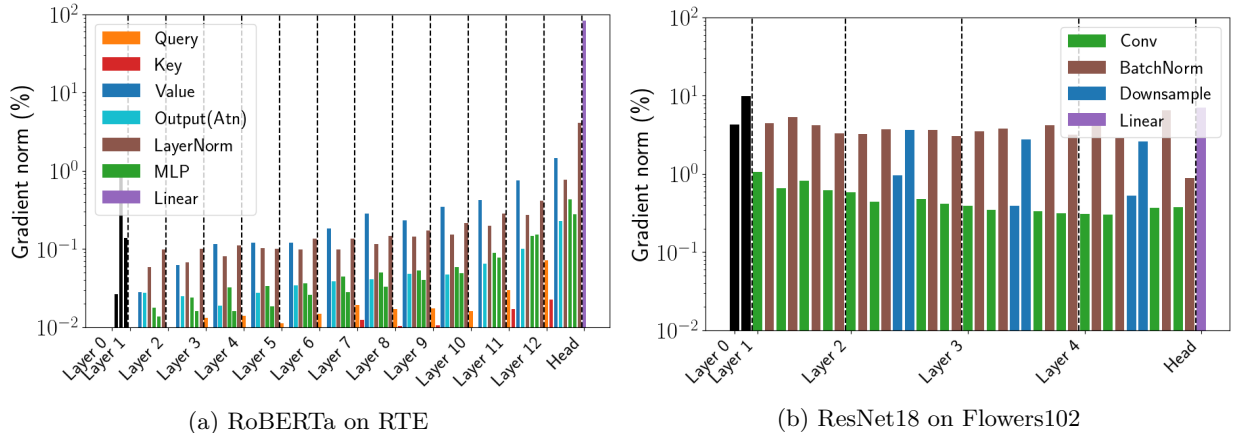 10^2
10^1
10^0
10^-1
10^-2
Gradient norm (%)
Query
Key
Value
Output(Atn)
LayerNorm
MLP
Linear
Layer 0
Layer 1
Layer 2
Layer 3
Layer 4
Layer 5
Layer 6
Layer 7
Layer 8
Layer 9
Layer 10
Layer 11
Layer 12
Head
(a) RoBERTa on RTE
10^2
10^1
10^0
10^-1
10^-2
Gradient norm (%)
Conv
BatchNorm
Downsample
Linear
Layer 0
Layer 1
Layer 2
Layer 3
Layer 4
Head
(b) ResNet18 on Flowers102